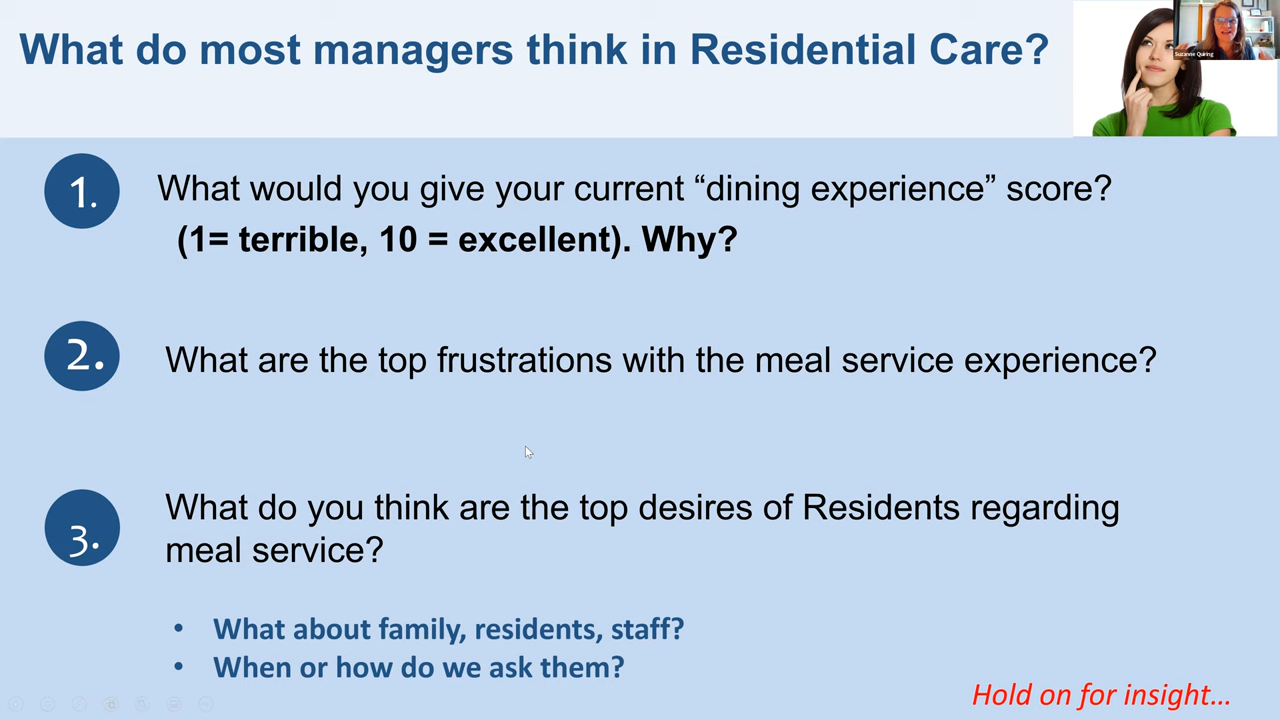 What do most managers think in Residential Care?
Suzanne Quiring
1.
What would you give your current “dining experience” score?
(1= terrible, 10 = excellent). Why?
2.
What are the top frustrations with the meal service experience?
3.
What do you think are the top desires of Residents regarding
meal service?
• What about family, residents, staff?
• When or how do we ask them?
Hold on for insight...